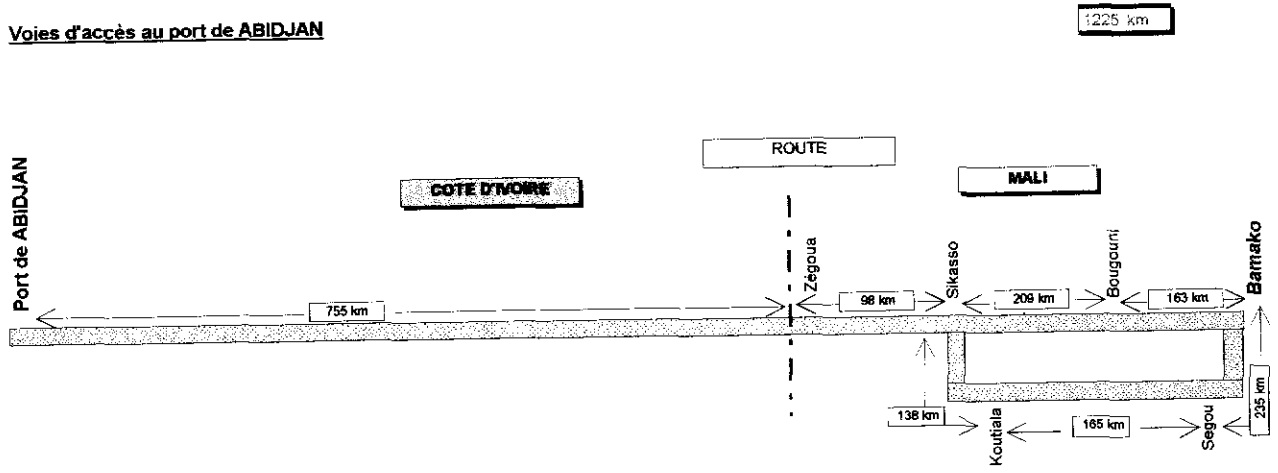 Voies d'accès au port de ABIDJAN
1225 km
ROUTE
COTE D'IVOIRE
MALI
Port de ABIDJAN
Zégoua
Sikasso
Bougouni
Bamako
755 km
98 km
209 km
163 km
138 km
Koutiala
165 km
Segou
235 km